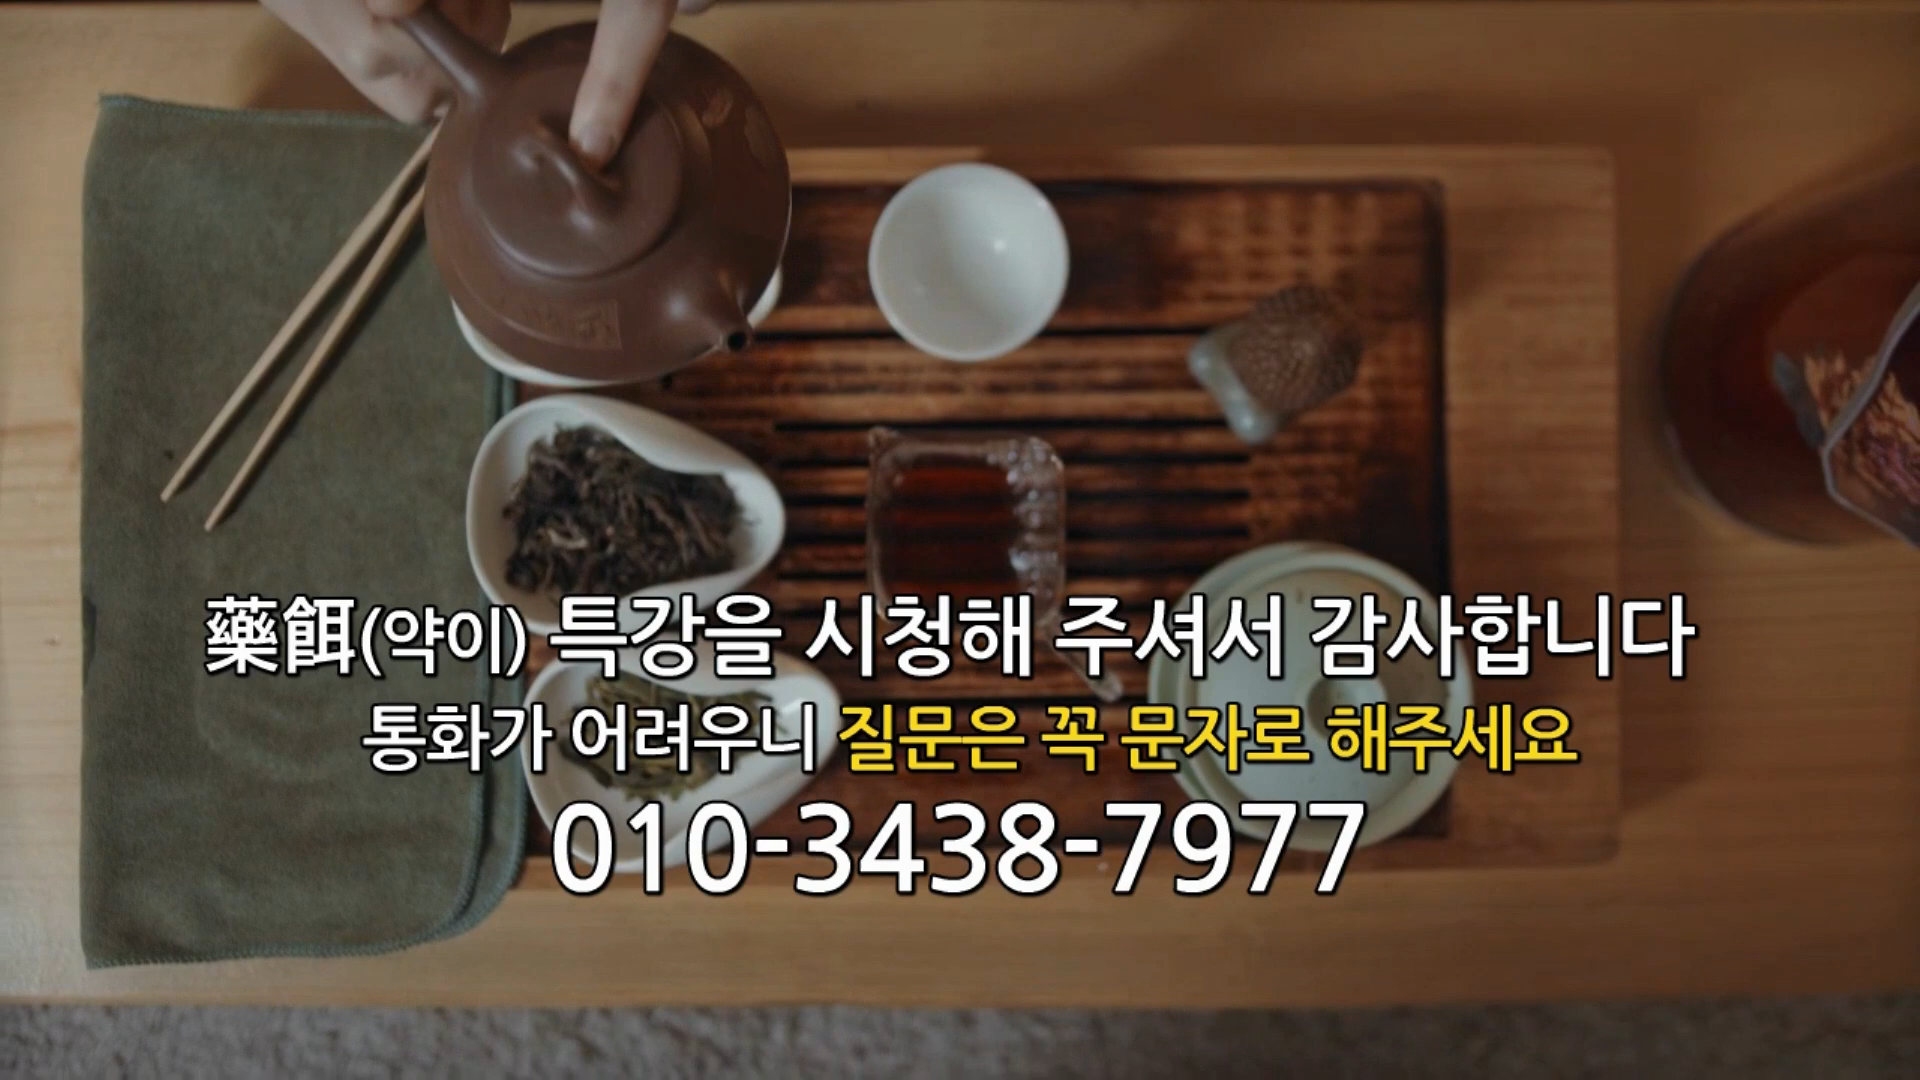 藥餌(약이) 특강을 시청해 주셔서 감사합니다
통화가 어려우니 질문은 꼭 문자로 해주세요
010-3438-7977